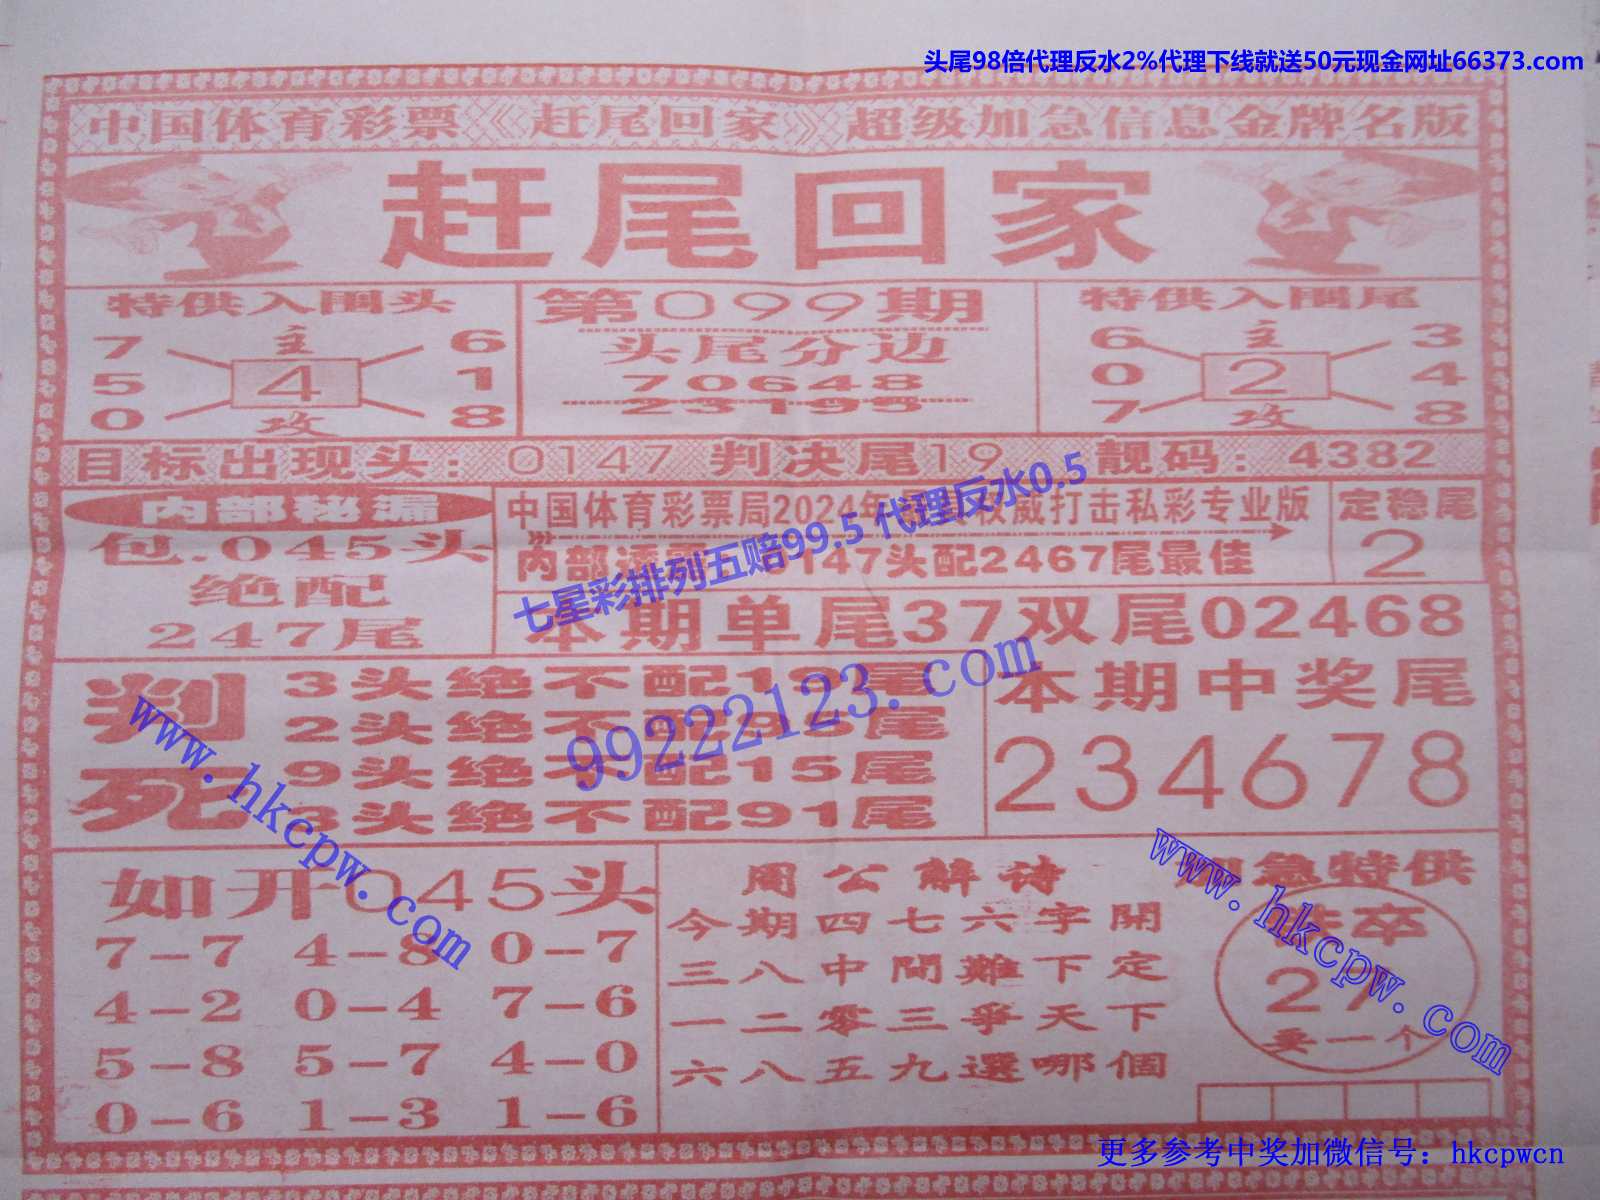 头尾98倍代理反水2%代理下线就送50元现金网址66373.com
中国体育彩票《赶尾回家》超级加急信息金牌名版
赶尾回家
特供入围头
7 主 6
5 4 1
0 攻 8
第099期
头尾分边
70648
23195
特供入围尾
6 主 3
0 2 4
7 攻 8
目标出现头：0147 判决尾19 靓码：4382
内部秘漏
包.045头
绝配
247尾
中国体育彩票局2024年 权威打击私彩专业版
内部透 147头配2467尾最佳
定稳尾
2
七星彩排列五赔99.5 代理反水0.5
本期单尾37双尾02468
判死
3头绝不配1 尾
2头绝不配 5尾
9头绝不配15尾
头绝不配91尾
99222123.com
本期中奖尾
234678
www.hkcpw.com
如开045头
7-7 4-8 0-7
4-2 0-4 7-6
5-8 5-7 4-0
0-6 1-3 1-6
周公解诗
今期四七六字開
三八中間難下定
一二零三爭天下
六八五九選哪個
急特供
卒
27
卖一个
www.hkcpw.com
更多参考中奖加微信号：hkcpwcn